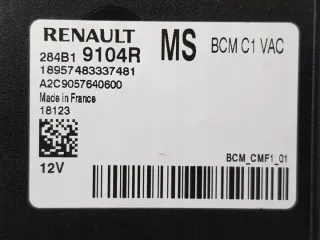 RENAULT MS BCM C1 VAC
284B1 9104R
18957483337481
A2C9057640600
Made in France
18123
12V
BCM_CMF1_01